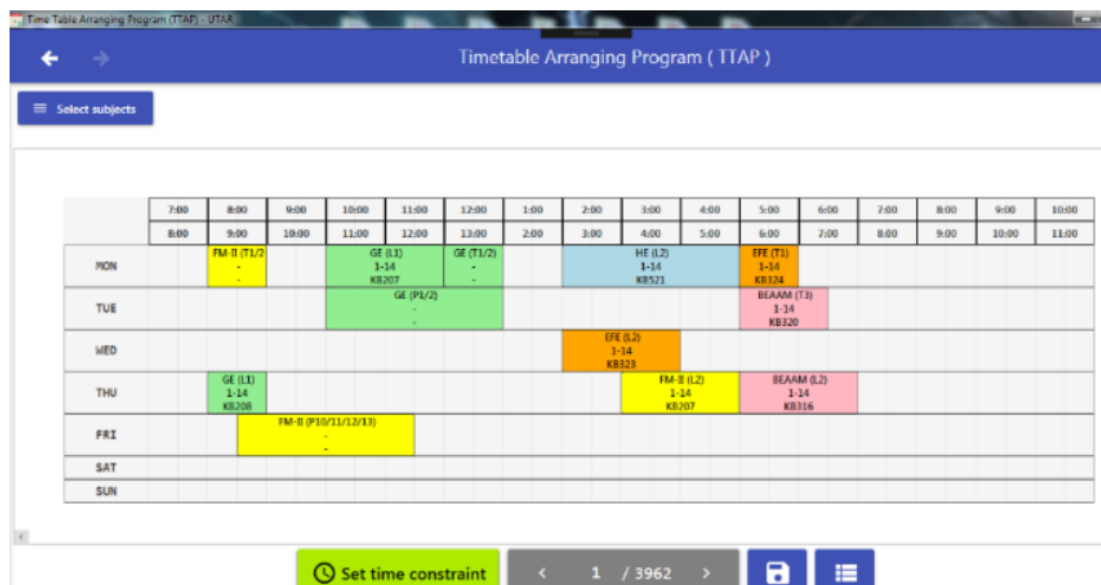 Time Table Arranging Program (TTAP) - UTAR
Timetable Arranging Program ( TTAP )
Select subjects
7:00 8:00 9:00 10:00 11:00 12:00 1:00 2:00 3:00 4:00 5:00 6:00 7:00 8:00 9:00 10:00
8:00 9:00 10:00 11:00 12:00 13:00 2:00 3:00 4:00 5:00 6:00 7:00 8:00 9:00 10:00 11:00
MON
FM-II (T1/2
-
-
GE (L1)
1-14
KB207
GE (T1/2)
-
-
HE (L2)
1-14
KB521
EFE (T1)
1-14
KB324
TUE
GE (P1/2)
-
-
BEAAM (T3)
1-14
KB320
WED
EFE (L2)
1-14
KB323
THU
GE (L1)
1-14
KB208
FM-II (L2)
1-14
KB207
BEAAM (L2)
1-14
KB316
FRI
FM-II (P10/11/12/13)
-
-
SAT
SUN
Set time constraint
1 / 3962